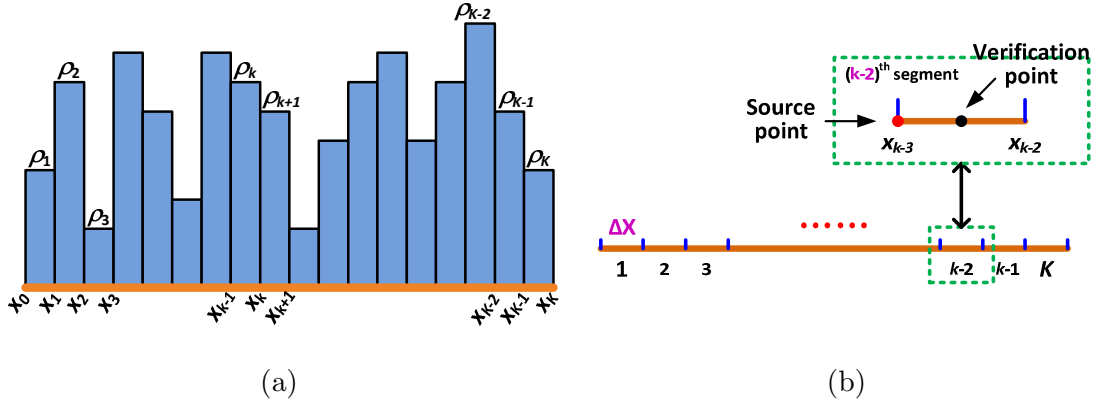 ρ1
ρ2
ρ3
ρk
ρk+1
ρK-2
ρK-1
ρK
x0
x1
x2
x3
xk-1
xk
xk+1
xK-2
xK-1
xK
(a)
Verification
point
(k-2)th segment
Source
point
xk-3
xk-2
ΔX
......
1
2
3
k-2
k-1
K
(b)